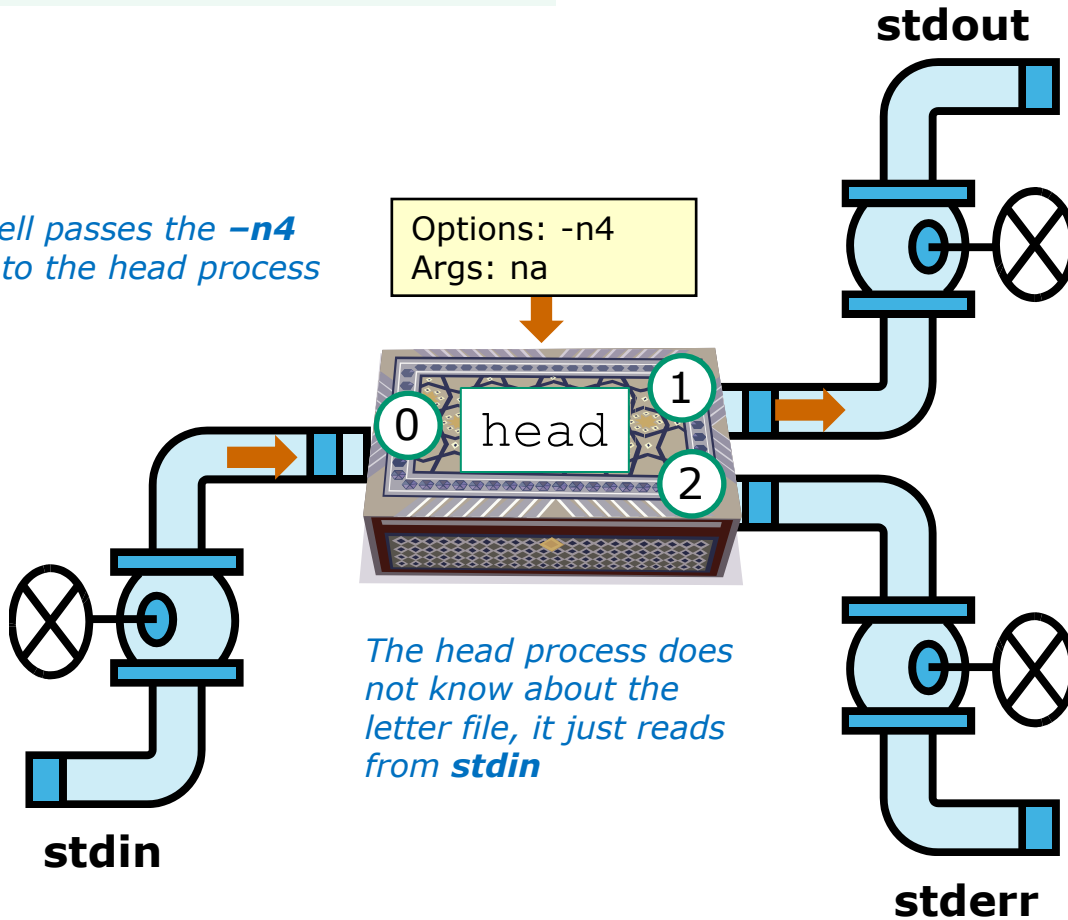 stdout
ell passes the –n4
to the head process
Options: -n4
Args: na
0
head
1
2
The head process does
not know about the
letter file, it just reads
from stdin
stdin
stderr